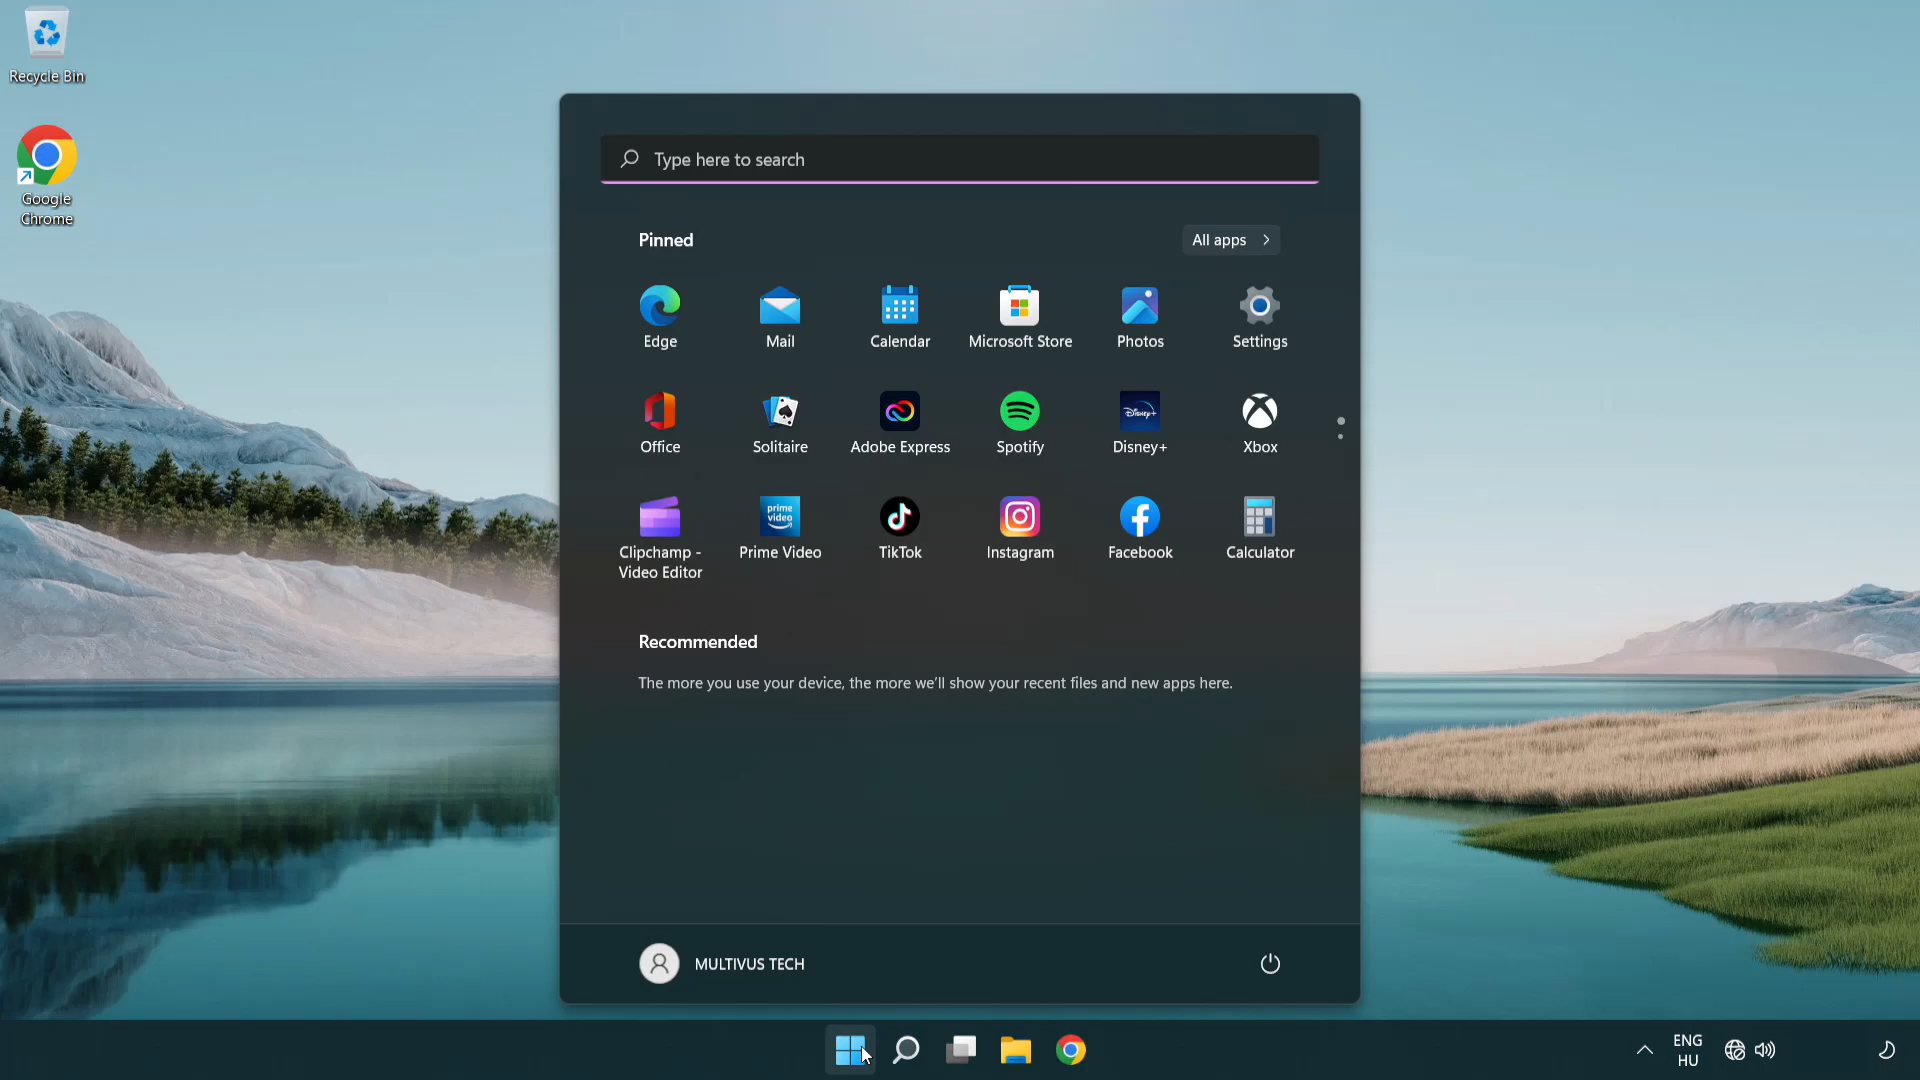 Recycle Bin
Google
Chrome
Type here to search
Pinned
All apps
Edge
Mail
Calendar
Microsoft Store
Photos
Settings
Office
Solitaire
Adobe Express
Disney+
Spotify
Disney+
Xbox
prime
video
Clipchamp -
Video Editor
Prime Video
TikTok
Instagram
Facebook
Calculator
Recommended
The more you use your device, the more we'll show your recent files and new apps here.
MULTIVUS TECH
ENG
HU